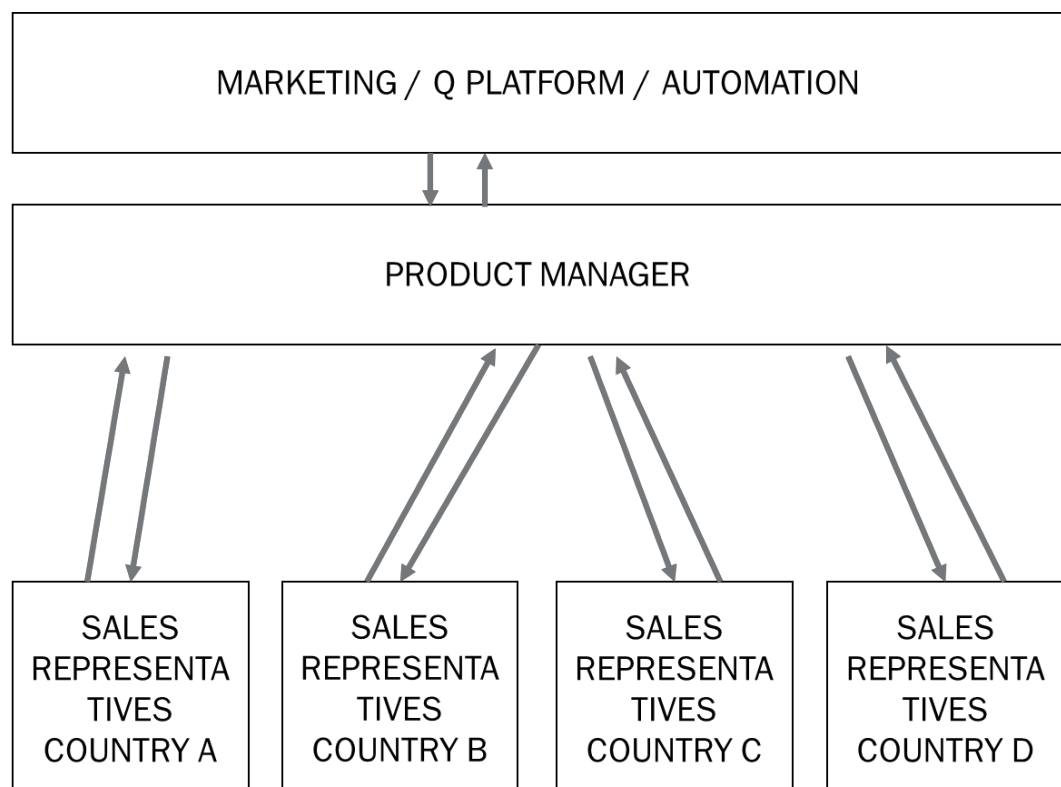 MARKETING / Q PLATFORM / AUTOMATION
PRODUCT MANAGER
SALES
REPRESENTA
TIVES
COUNTRY A
SALES
REPRESENTA
TIVES
COUNTRY B
SALES
REPRESENTA
TIVES
COUNTRY C
SALES
REPRESENTA
TIVES
COUNTRY D